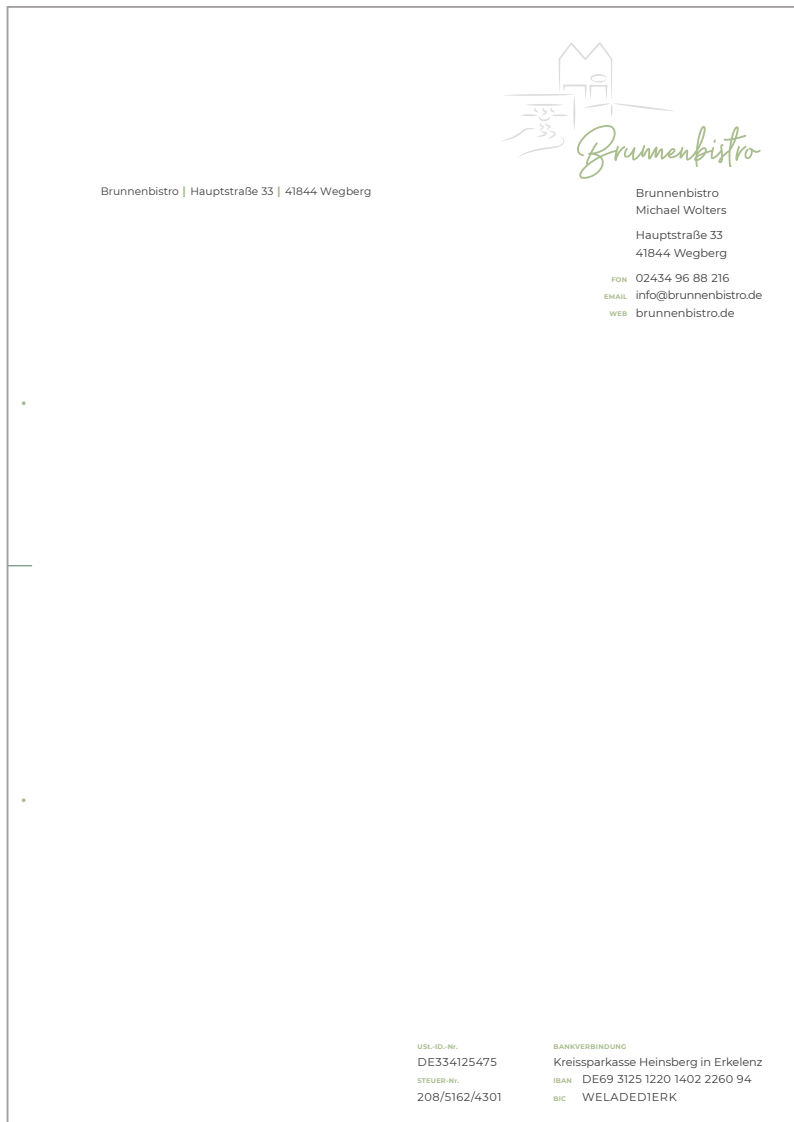 Brunnenbistro
Brunnenbistro | Hauptstraße 33 | 41844 Wegberg
Brunnenbistro
Michael Wolters
Hauptstraße 33
41844 Wegberg
FON 02434 96 88 216
EMAIL info@brunnenbistro.de
WEB brunnenbistro.de
USt.-ID.-Nr.
DE334125475
STEUER-Nr.
208/5162/4301
BANKVERBINDUNG
Kreissparkasse Heinsberg in Erkelenz
IBAN DE69 3125 1220 1402 2260 94
BIC WELADED1ERK